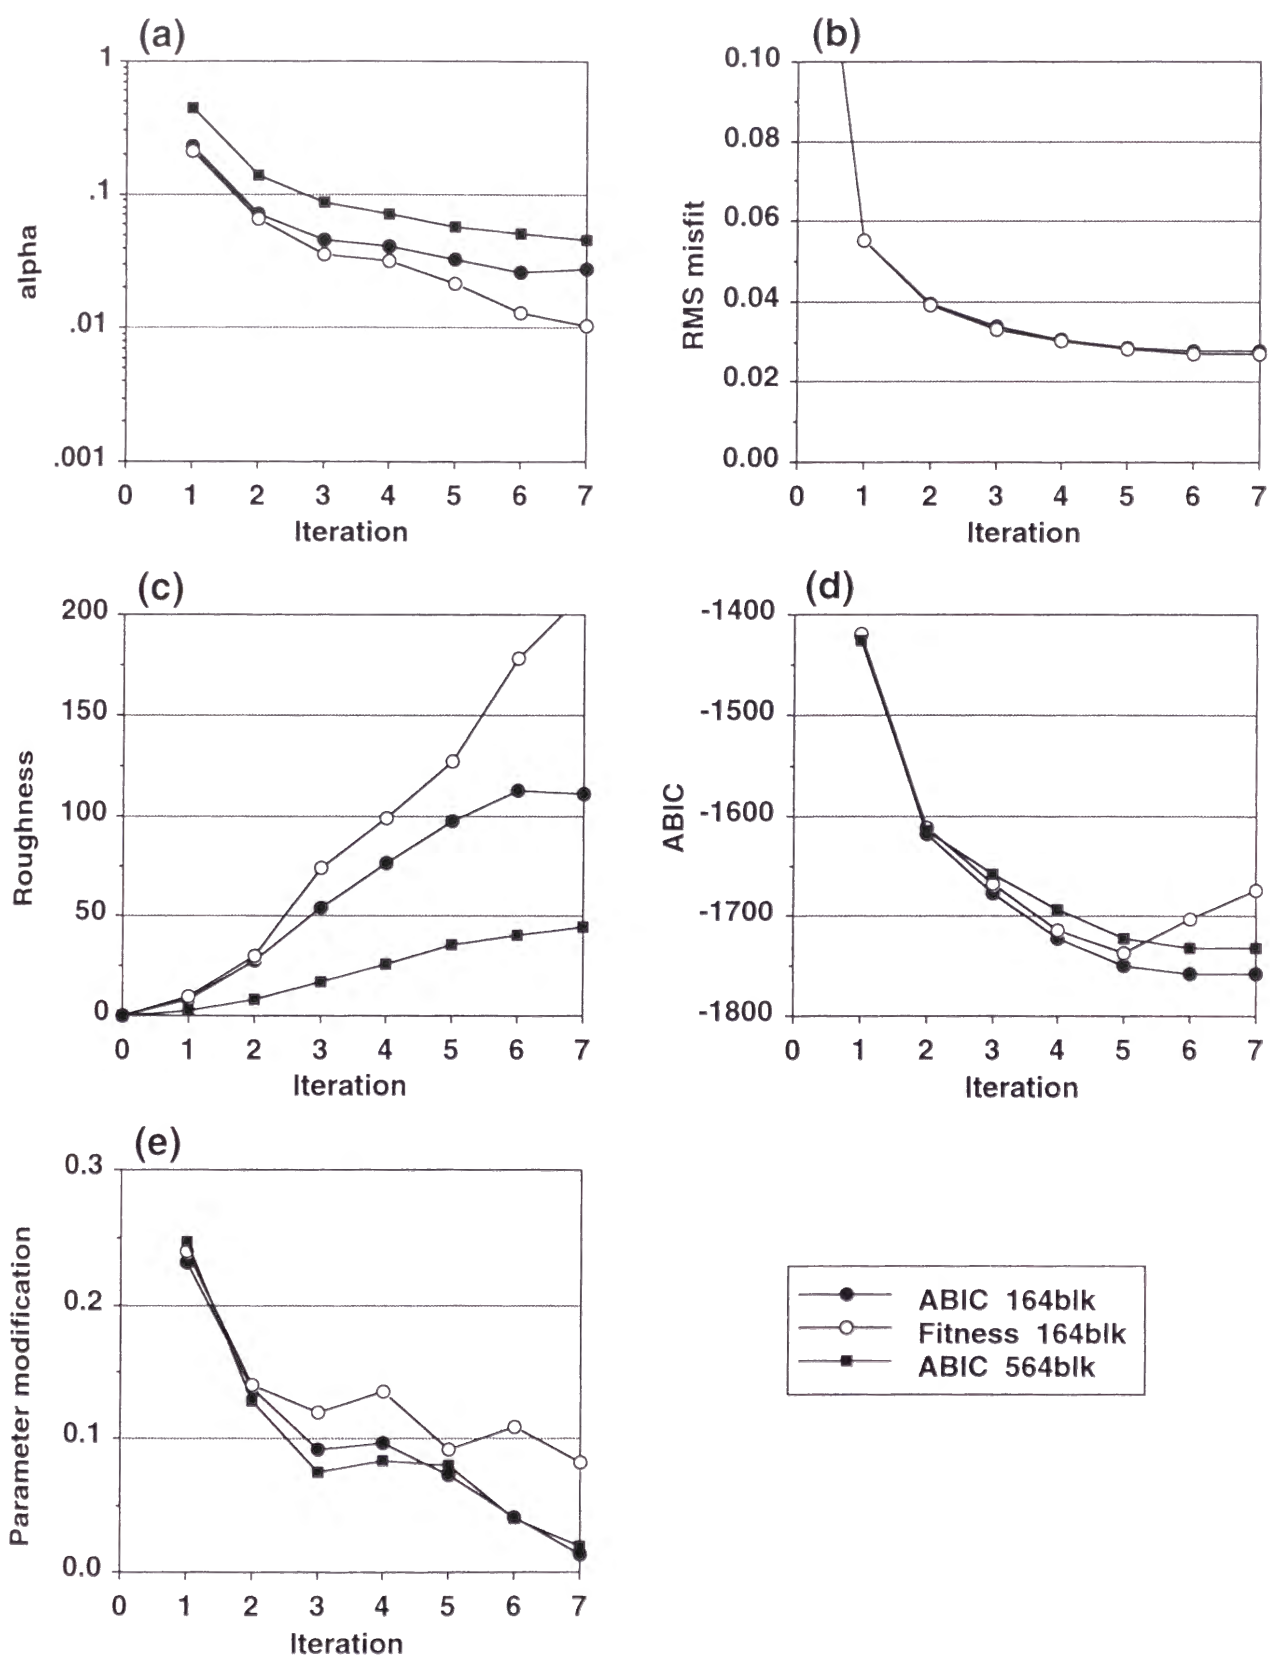 (a)
1
.1
.01
.001
alpha
0 1 2 3 4 5 6 7
Iteration
(b)
0.10
0.08
0.06
0.04
0.02
0.00
RMS misfit
0 1 2 3 4 5 6 7
Iteration
(c)
200
150
100
50
0
Roughness
0 1 2 3 4 5 6 7
Iteration
(d)
-1400
-1500
-1600
-1700
-1800
ABIC
0 1 2 3 4 5 6 7
Iteration
(e)
0.3
0.2
0.1
0.0
Parameter modification
0 1 2 3 4 5 6 7
Iteration
ABIC 164blk
Fitness 164blk
ABIC 564blk